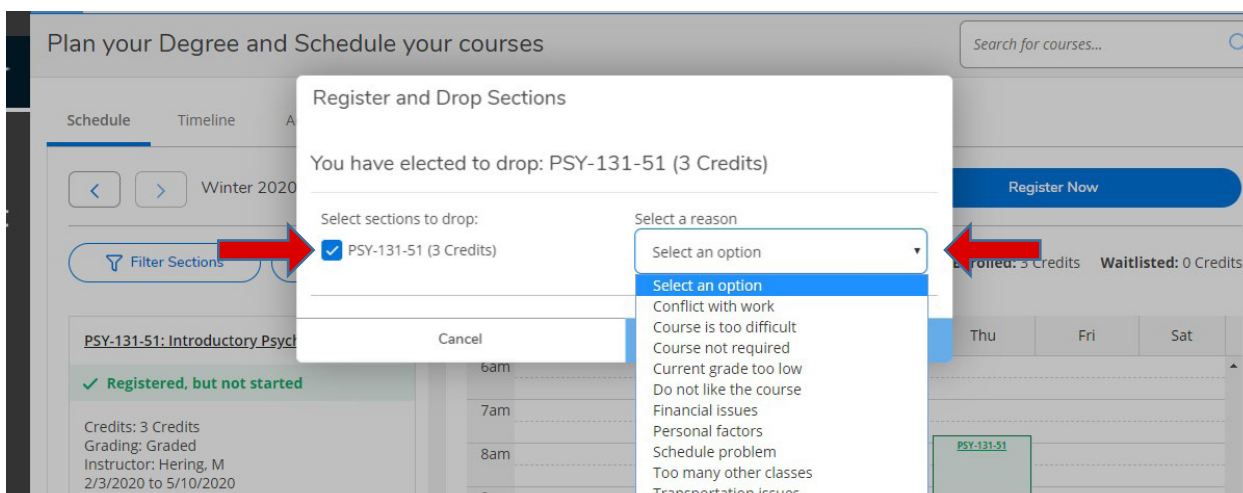 Plan your Degree and Schedule your courses
Search for courses...
Register and Drop Sections
Schedule
Timeline
You have elected to drop: PSY-131-51 (3 Credits)
Winter 2020
Register Now
Select sections to drop:
Select a reason
PSY-131-51 (3 Credits)
Select an option
Filter Sections
Enrolled: 3 Credits
Waitlisted: 0 Credits
Select an option
Conflict with work
Course is too difficult
Course not required
Current grade too low
Do not like the course
Financial issues
Personal factors
Schedule problem
Too many other classes
Transportation issues
Cancel
PSY-131-51: Introductory Psych
Thu
Fri
Sat
Registered, but not started
6am
7am
8am
PSY-131-51
Credits: 3 Credits
Grading: Graded
Instructor: Hering, M
2/3/2020 to 5/10/2020